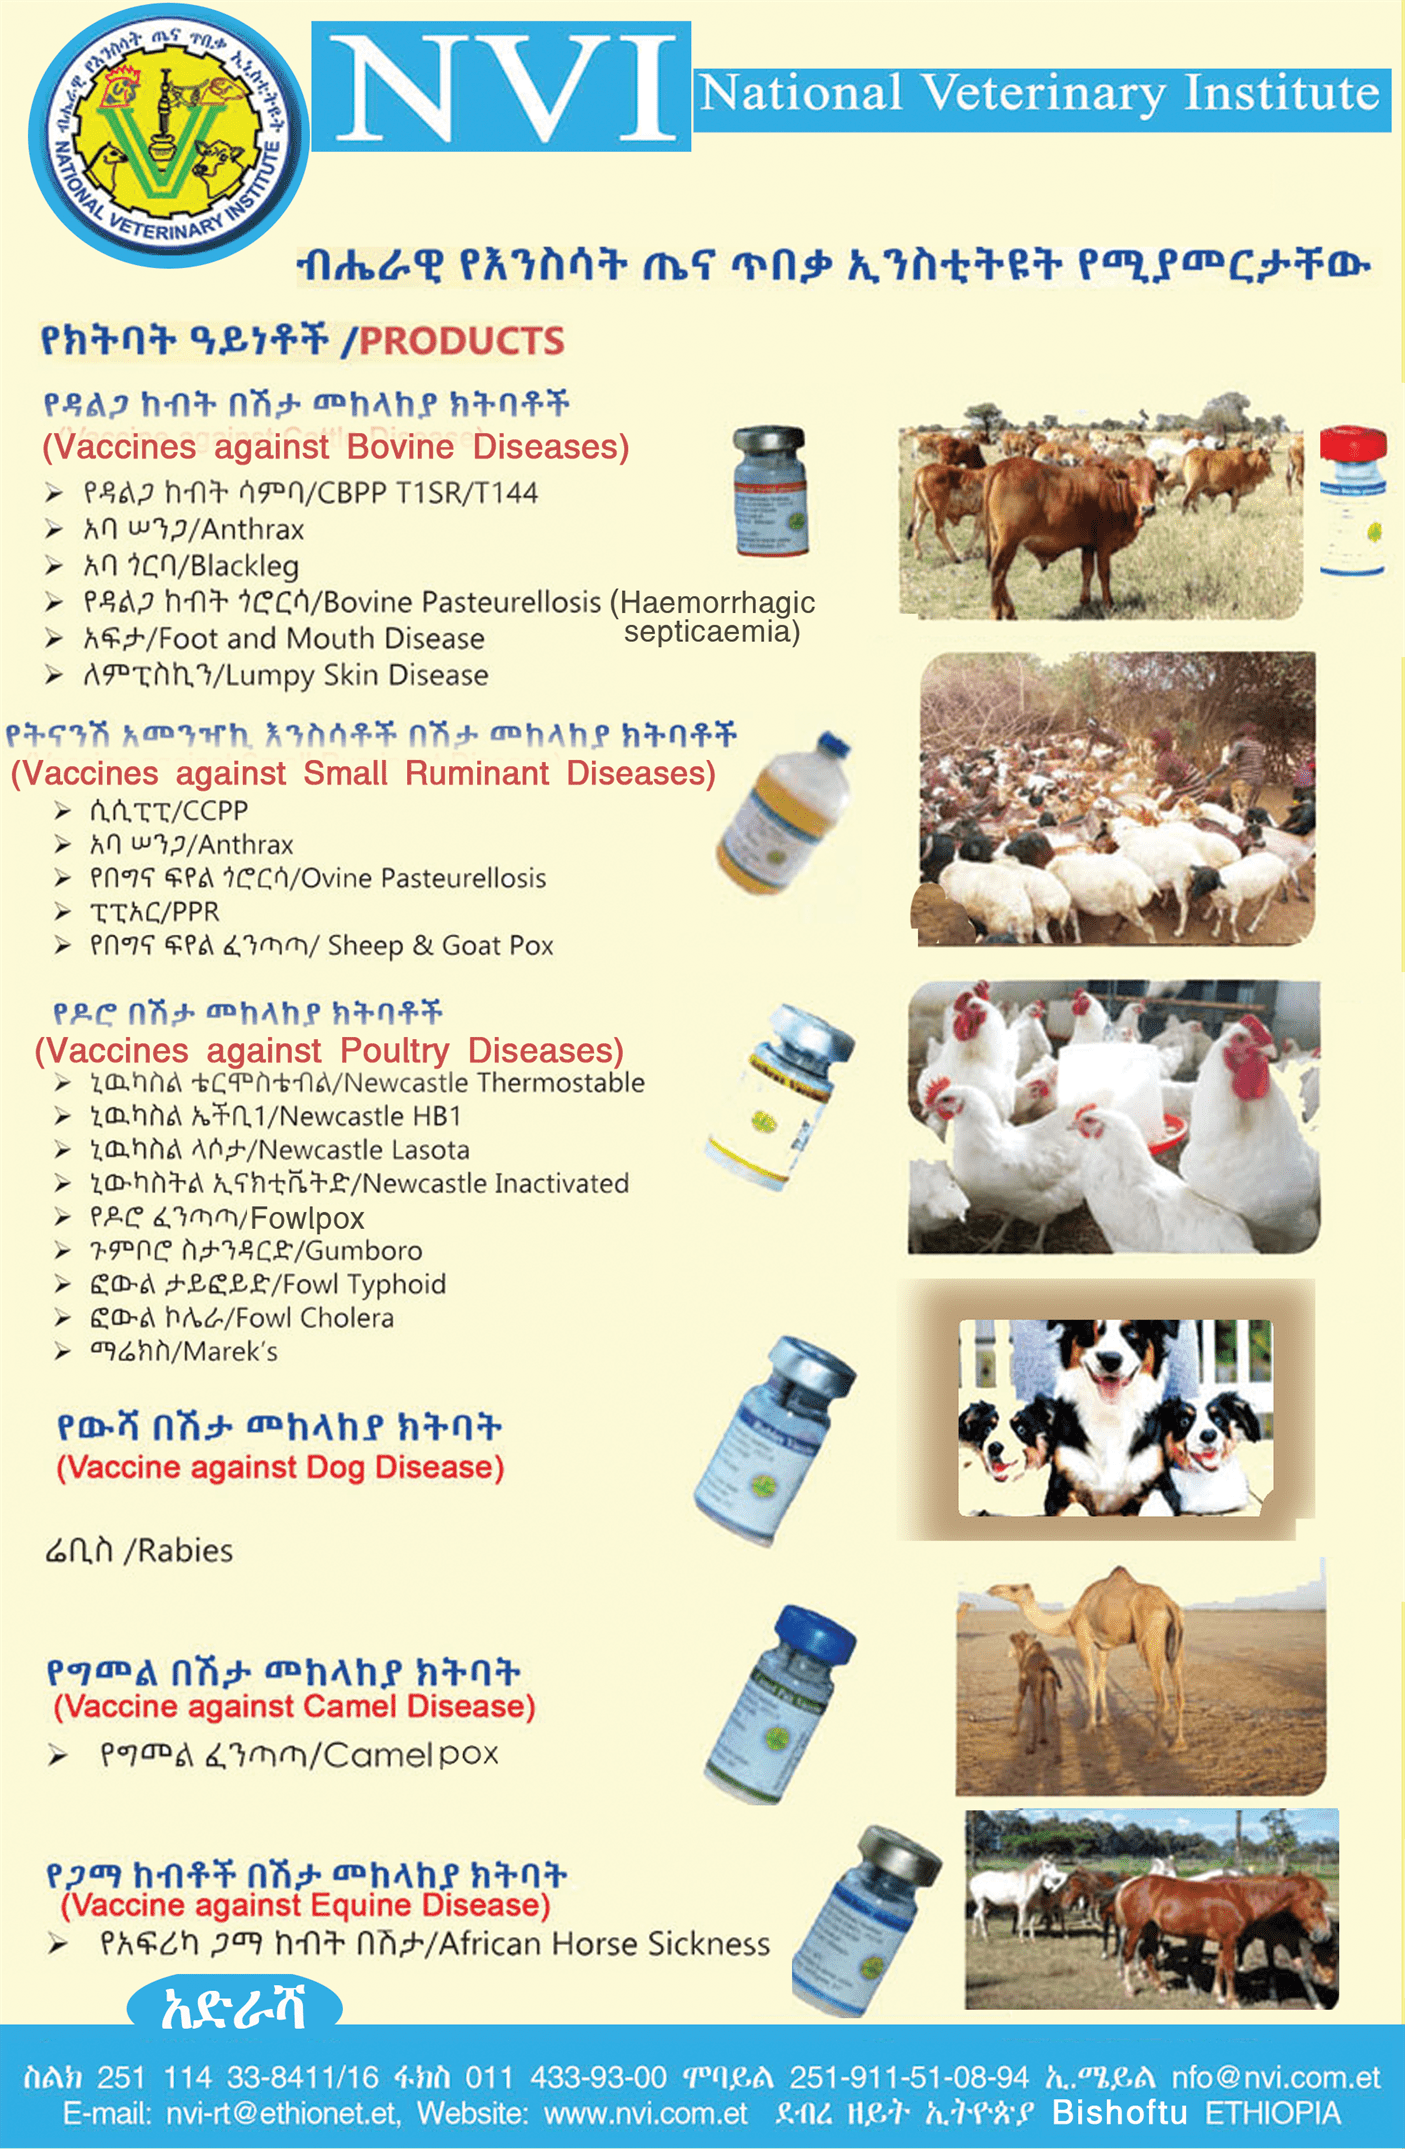 ብሔራዊ የእንስሳት ጤና ጥበቃ ኢንስቲትዩት
NATIONAL VETERINARY INSTITUTE
NVI
National Veterinary Institute
ብሔራዊ የእንስሳት ጤና ጥበቃ ኢንስቲትዩት የሚያመርታቸው
የክትባት ዓይነቶች /PRODUCTS
የዳልጋ ከብት በሽታ መከላከያ ክትባቶች
(Vaccines against Bovine Diseases)
➢ የዳልጋ ከብት ሳምባ/CBPP T1SR/T144
➢ አባ ሠንጋ/Anthrax
➢ አባ ጎርባ/Blackleg
➢ የዳልጋ ከብት ጎሮርሳ/Bovine Pasteurellosis (Haemorrhagic
septicaemia)
➢ አፍታ/Foot and Mouth Disease
➢ ለምፒስኪን/Lumpy Skin Disease
የትናንሽ አመንዣኪ እንስሳቶች በሽታ መከላከያ ክትባቶች
(Vaccines against Small Ruminant Diseases)
➢ ሲሲፒፒ/CCPP
➢ አባ ሠንጋ/Anthrax
➢ የበግና ፍየል ጎሮርሳ/Ovine Pasteurellosis
➢ ፒፒአር/PPR
➢ የበግና ፍየል ፈንጣጣ/ Sheep & Goat Pox
የዶሮ በሽታ መከላከያ ክትባቶች
(Vaccines against Poultry Diseases)
➢ ኒዉካስል ቴርሞስቴብል/Newcastle Thermostable
➢ ኒዉካስል ኤችቢ1/Newcastle HB1
➢ ኒዉካስል ላሶታ/Newcastle Lasota
➢ ኒውካስትል ኢናክቲቬትድ/Newcastle Inactivated
➢ የዶሮ ፈንጣጣ/Fowlpox
➢ ጉምቦሮ ስታንዳርድ/Gumboro
➢ ፎውል ታይፎይድ/Fowl Typhoid
➢ ፎውል ኮሌራ/Fowl Cholera
➢ ማሬክስ/Marek's
የውሻ በሽታ መከላከያ ክትባት
(Vaccine against Dog Disease)
ሬቢስ /Rabies
የግመል በሽታ መከላከያ ክትባት
(Vaccine against Camel Disease)
➢ የግመል ፈንጣጣ/Camelpox
የጋማ ከብቶች በሽታ መከላከያ ክትባት
(Vaccine against Equine Disease)
➢ የአፍሪካ ጋማ ከብት በሽታ/African Horse Sickness
አድራሻ
ስልክ 251 114 33-8411/16 ፋክስ 011 433-93-00 ሞባይል 251-911-51-08-94 ኢ.ሜይል nfo@nvi.com.et
E-mail: nvi-rt@ethionet.et, Website: www.nvi.com.et ደብረ ዘይት ኢትዮጵያ Bishoftu ETHIOPIA